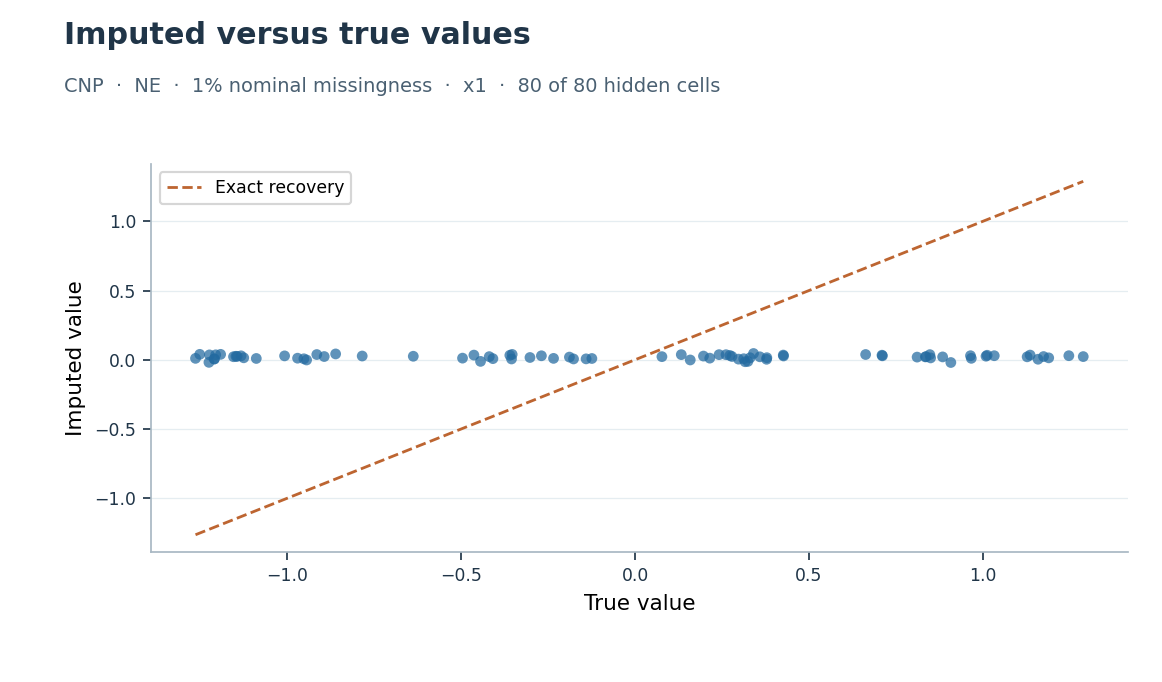 Imputed versus true values
CNP · NE · 1% nominal missingness · x1 · 80 of 80 hidden cells
Exact recovery
1.0
0.5
0.0
−0.5
−1.0
Imputed value
−1.0
−0.5
0.0
0.5
1.0
True value